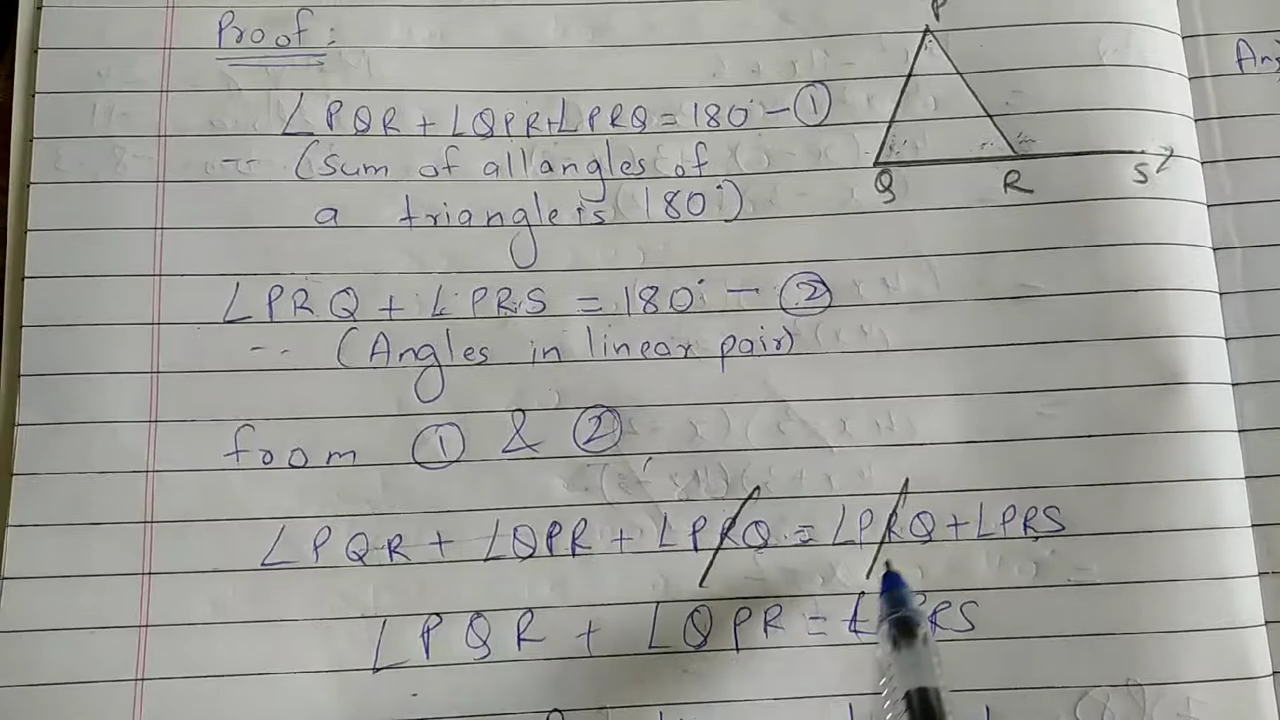 Proof:
P
∠PQR + ∠QPR + ∠PRQ = 180° - ①
-- (Sum of all angles of
a triangle is 180°)
Q R S
∠PRQ + ∠PRS = 180° - ②
-- (Angles in linear pair)
from ① & ②
∠PQR + ∠QPR + ∠PRQ = ∠PRQ + ∠PRS
∠PQR + ∠QPR = ∠PRS